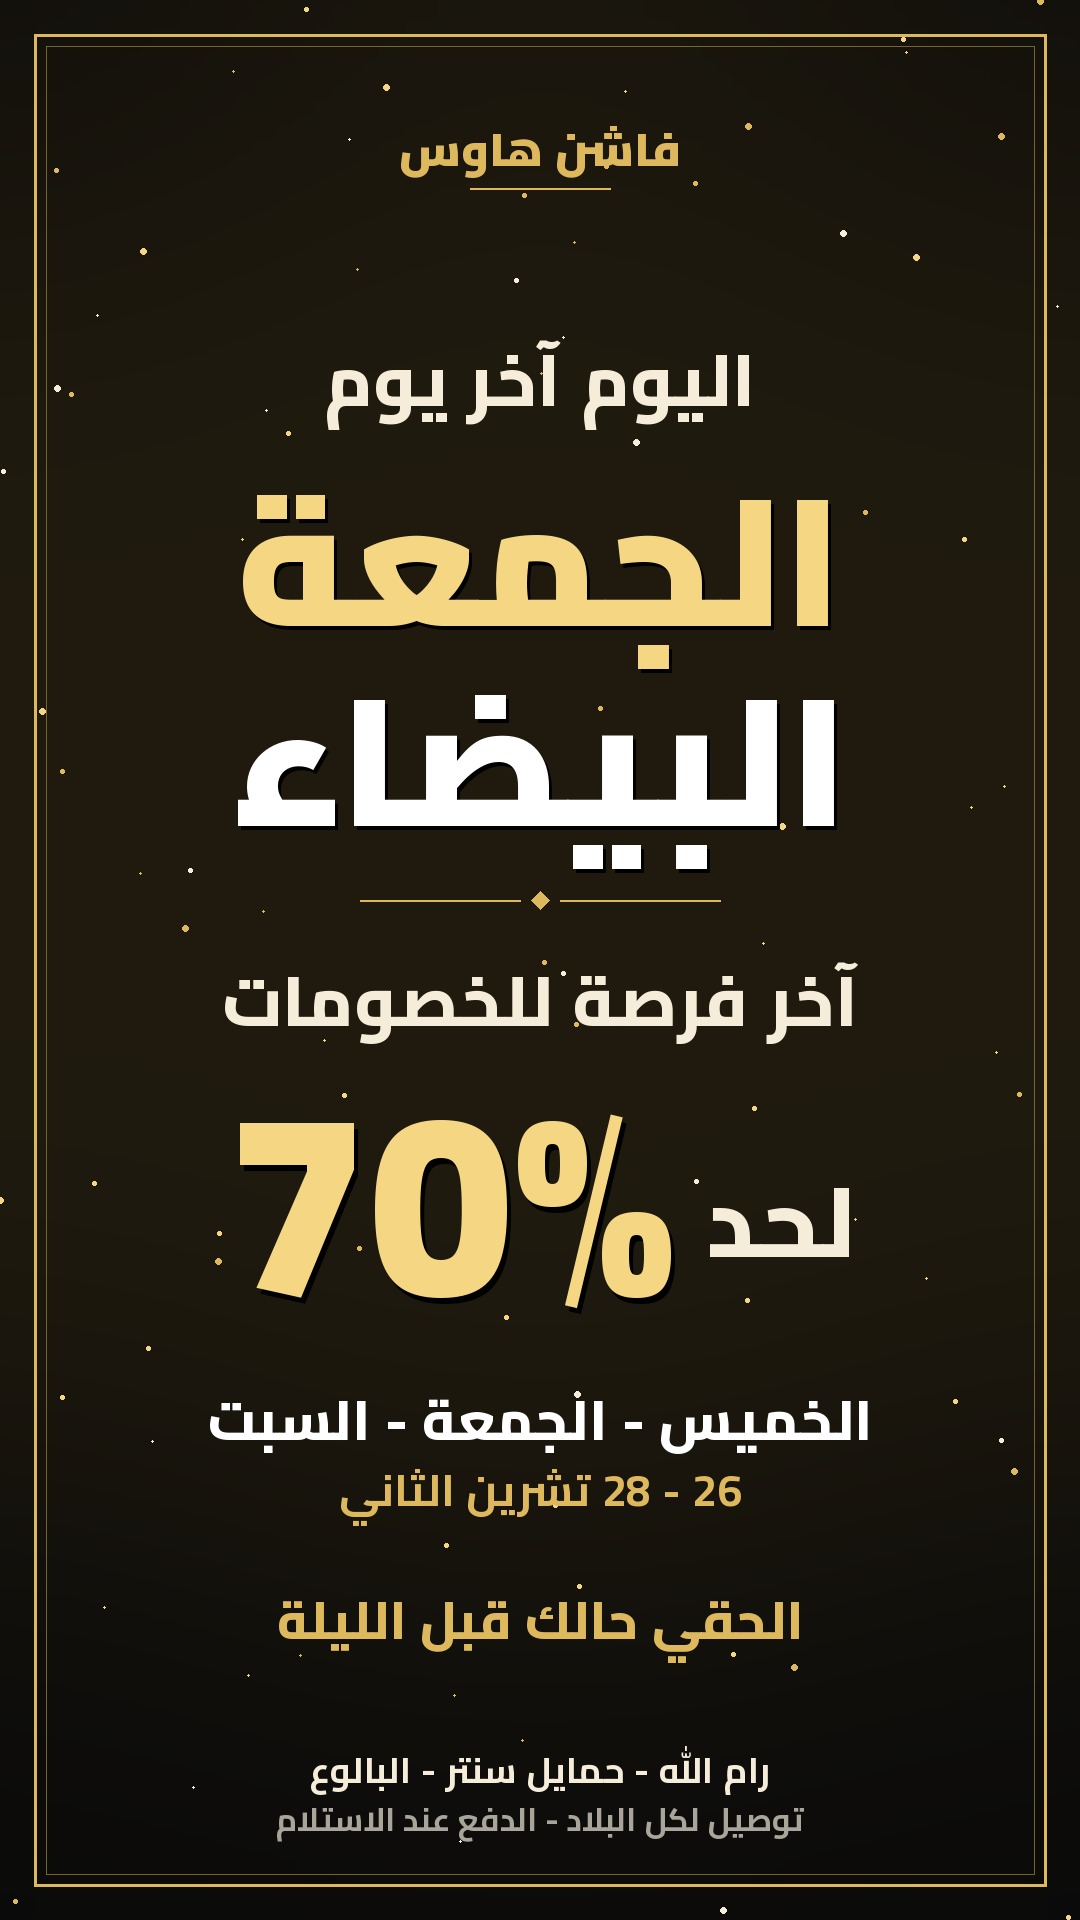 فاشن هاوس
اليوم آخر يوم
الجمعة
البيضاء
آخر فرصة للخصومات
لحد 70%
الخميس - الجمعة - السبت
26 - 28 تشرين الثاني
الحقي حالك قبل الليلة
رام الله - حمايل سنتر - البالوع
توصيل لكل البلاد - الدفع عند الاستلام